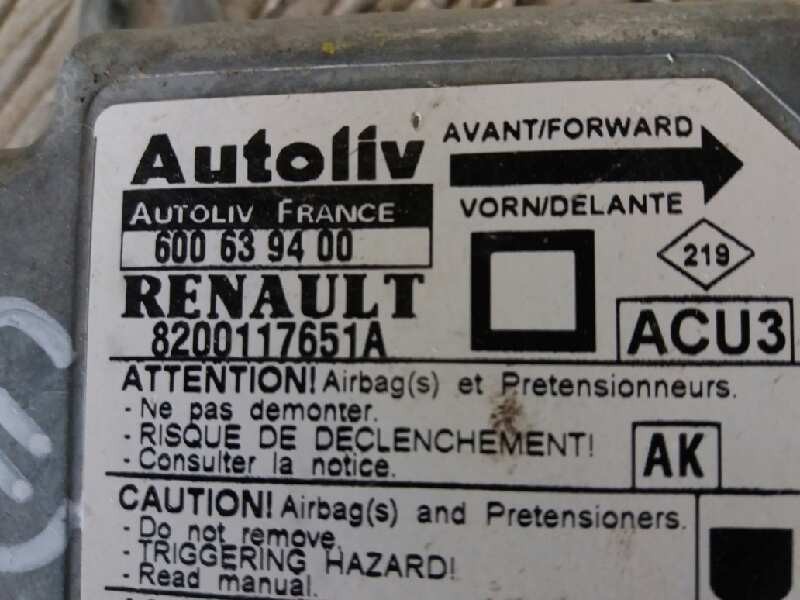 Autoliv
AUTOLIV FRANCE
600 63 94 00
RENAULT
8200117651A
AVANT/FORWARD
VORN/DELANTE
219
ACU3
ATTENTION! Airbag(s) et Pretensionneurs.
- Ne pas demonter.
- RISQUE DE DECLENCHEMENT!
- Consulter la notice.
AK
CAUTION! Airbag(s) and Pretensioners.
- Do not remove.
- TRIGGERING HAZARD!
- Read manual.